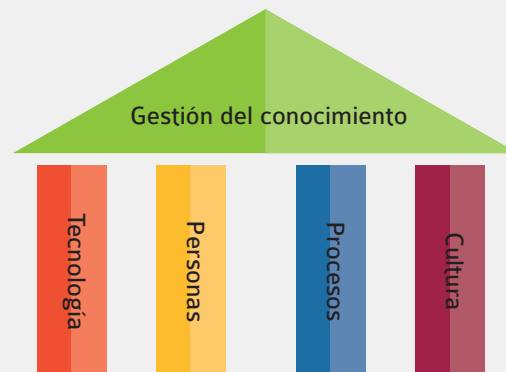 Gestión del conocimiento
Tecnología
Personas
Procesos
Cultura